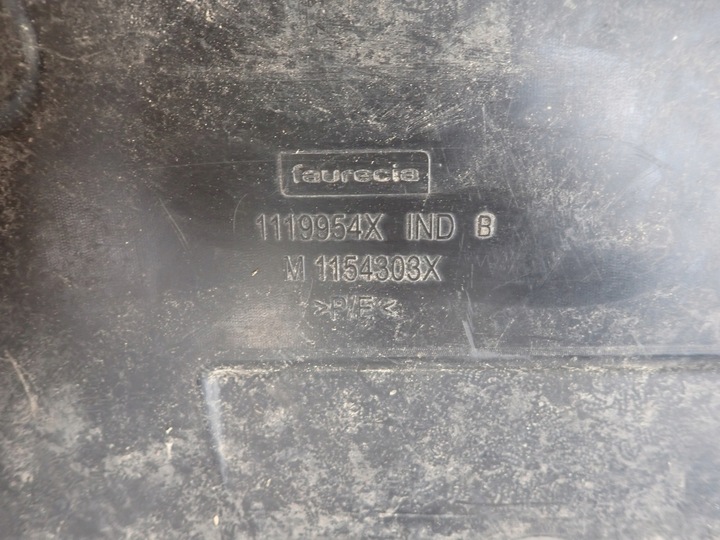 faurecia
1119954X IND B
M 1154303X
>P/E<